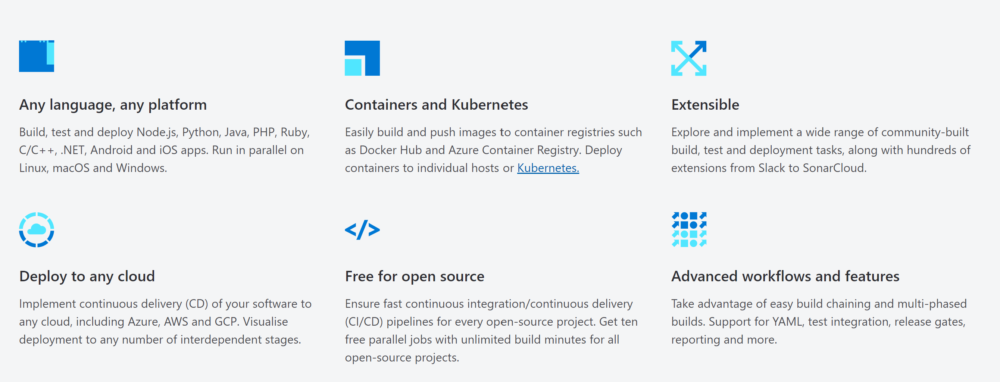 Any language, any platform
Build, test and deploy Node.js, Python, Java, PHP, Ruby,
C/C++, .NET, Android and iOS apps. Run in parallel on
Linux, macOS and Windows.
Containers and Kubernetes
Easily build and push images to container registries such
as Docker Hub and Azure Container Registry. Deploy
containers to individual hosts or Kubernetes.
Extensible
Explore and implement a wide range of community-built
build, test and deployment tasks, along with hundreds of
extensions from Slack to SonarCloud.
Deploy to any cloud
Implement continuous delivery (CD) of your software to
any cloud, including Azure, AWS and GCP. Visualise
deployment to any number of interdependent stages.
Free for open source
Ensure fast continuous integration/continuous delivery
(CI/CD) pipelines for every open-source project. Get ten
free parallel jobs with unlimited build minutes for all
open-source projects.
Advanced workflows and features
Take advantage of easy build chaining and multi-phased
builds. Support for YAML, test integration, release gates,
reporting and more.